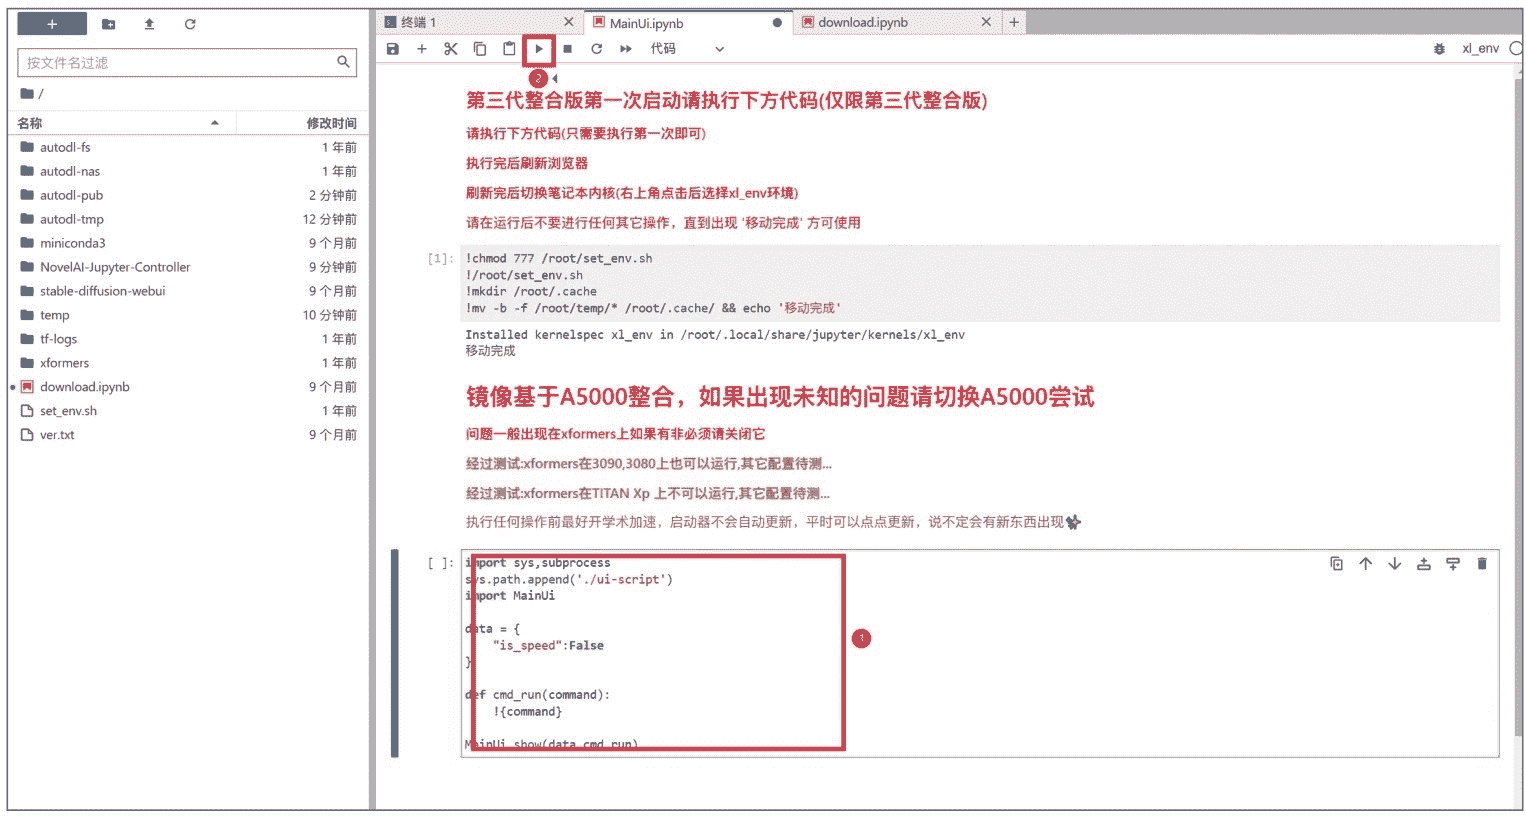 终端 1
MainUi.ipynb
download.ipynb
代码
xl_env
按文件名过滤
/
名称 修改时间
autodl-fs 1 年前
autodl-nas 1 年前
autodl-pub 2 分钟前
autodl-tmp 12 分钟前
miniconda3 9 个月前
NovelAI-Jupyter-Controller 9 分钟前
stable-diffusion-webui 9 个月前
temp 10 分钟前
tf-logs 1 年前
xformers 1 年前
download.ipynb 9 个月前
set_env.sh 1 年前
ver.txt 9 个月前
2
第三代整合版第一次启动请执行下方代码(仅限第三代整合版)
请执行下方代码(只需要执行第一次即可)
执行完后刷新浏览器
刷新完后切换笔记本内核(右上角点击后选择xl_env环境)
请在运行后不要进行任何其它操作，直到出现 '移动完成' 方可使用
[1]: !chmod 777 /root/set_env.sh
!/root/set_env.sh
!mkdir /root/.cache
!mv -b -f /root/temp/* /root/.cache/ && echo '移动完成'
Installed kernelspec xl_env in /root/.local/share/jupyter/kernels/xl_env
移动完成
镜像基于A5000整合，如果出现未知的问题请切换A5000尝试
问题一般出现在xformers上如果有非必须请关闭它
经过测试:xformers在3090,3080上也可以运行,其它配置待测...
经过测试:xformers在TITAN Xp 上不可以运行,其它配置待测...
执行任何操作前最好开学术加速，启动器不会自动更新，平时可以点点更新，说不定会有新东西出现
[ ]: import sys,subprocess
sys.path.append('./ui-script')
import MainUi
data = {
"is_speed":False
}
1
def cmd_run(command):
!{command}
MainUi.show(data,cmd_run)